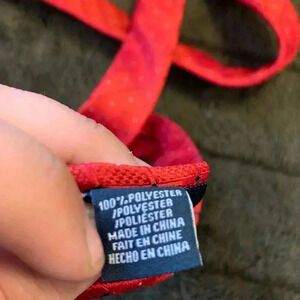 100% POLYESTER
/POLYESTER
/POLIÉSTER
MADE IN CHINA
FAIT EN CHINE
HECHO EN CHINA